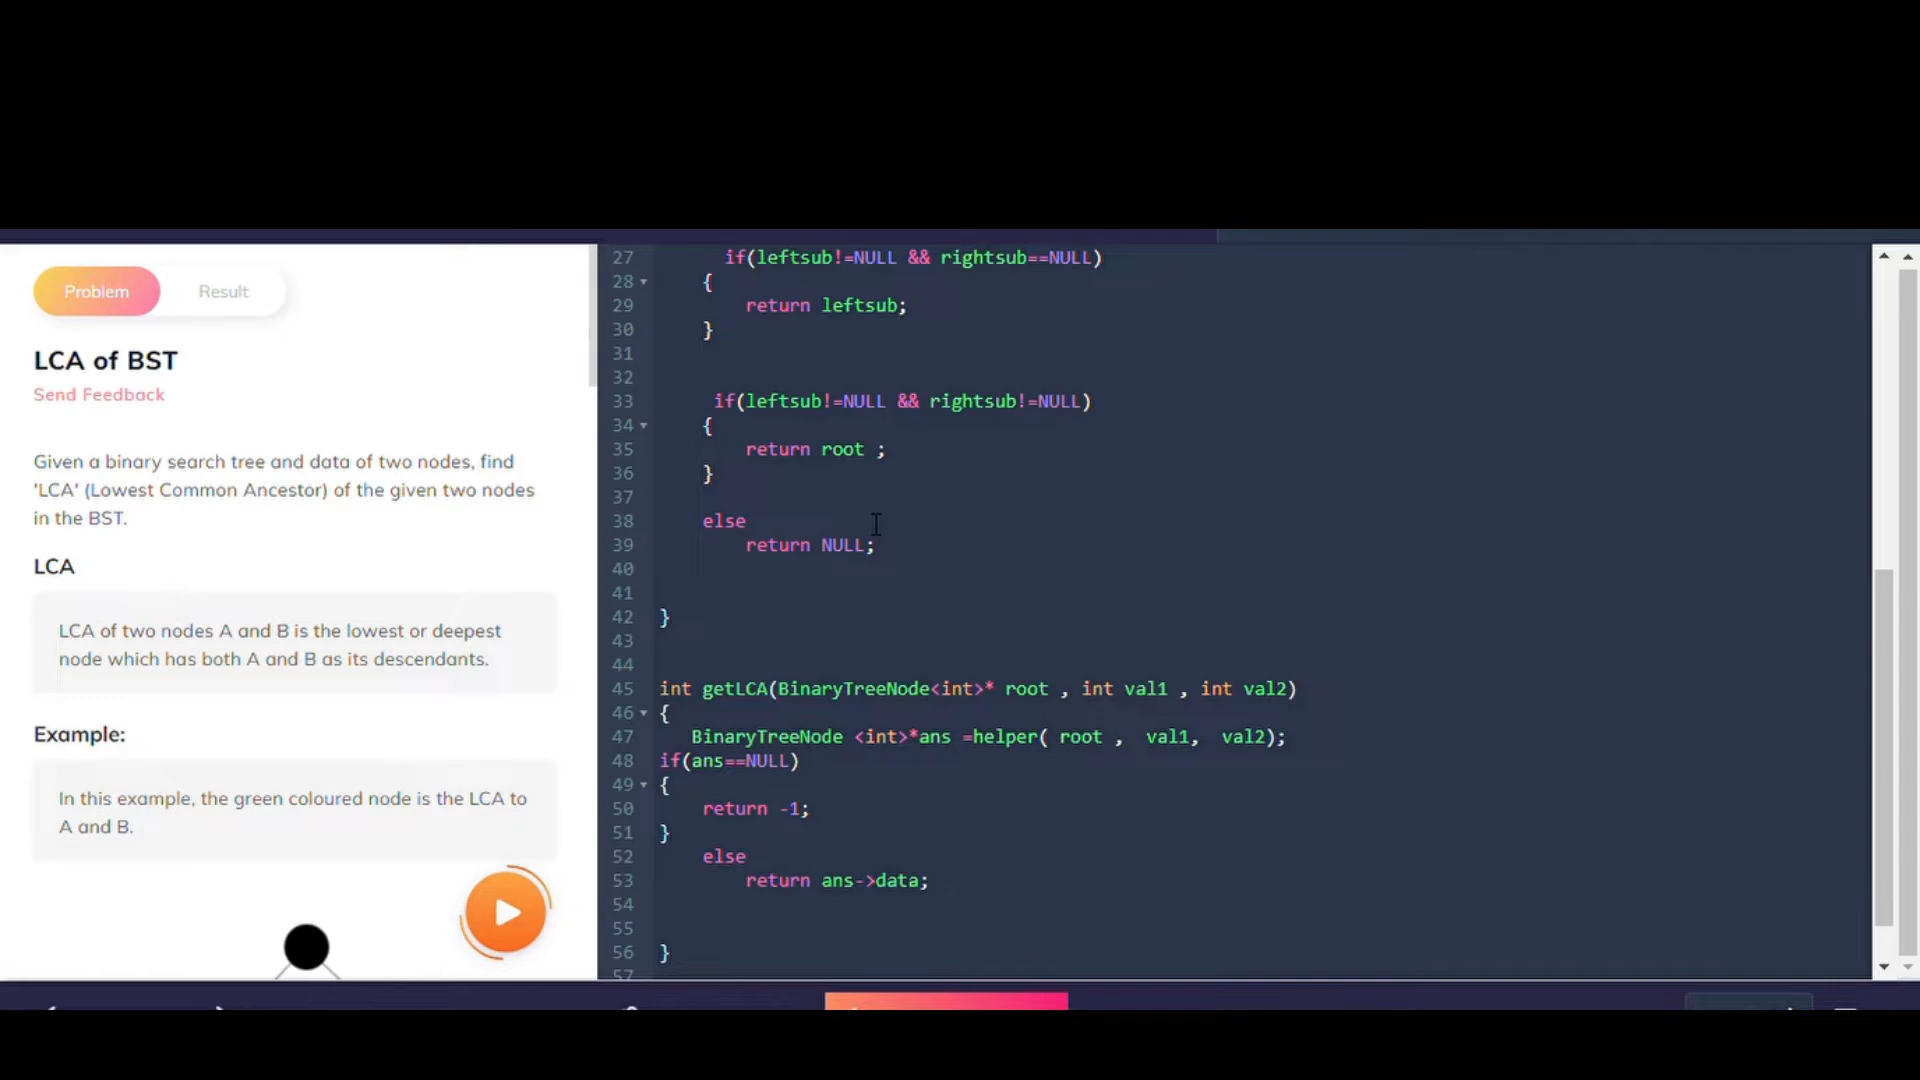 Problem
Result
LCA of BST
Send Feedback
Given a binary search tree and data of two nodes, find
'LCA' (Lowest Common Ancestor) of the given two nodes
in the BST.
LCA
LCA of two nodes A and B is the lowest or deepest
node which has both A and B as its descendants.
Example:
In this example, the green coloured node is the LCA to
A and B.
27 if(leftsub!=NULL && rightsub==NULL)
28 {
29 return leftsub;
30 }
31
32
33 if(leftsub!=NULL && rightsub!=NULL)
34 {
35 return root ;
36 }
37
38 else
39 return NULL;
40
41
42 }
43
44
45 int getLCA(BinaryTreeNode<int>* root , int val1 , int val2)
46 {
47 BinaryTreeNode <int>*ans =helper( root , val1, val2);
48 if(ans==NULL)
49 {
50 return -1;
51 }
52 else
53 return ans->data;
54
55
56 }
57